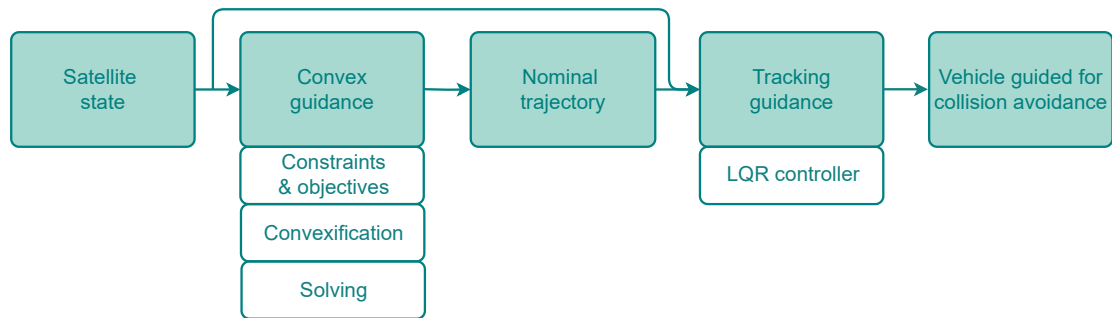 Satellite
state
Convex
guidance
Constraints
& objectives
Convexification
Solving
Nominal
trajectory
Tracking
guidance
LQR controller
Vehicle guided for
collision avoidance